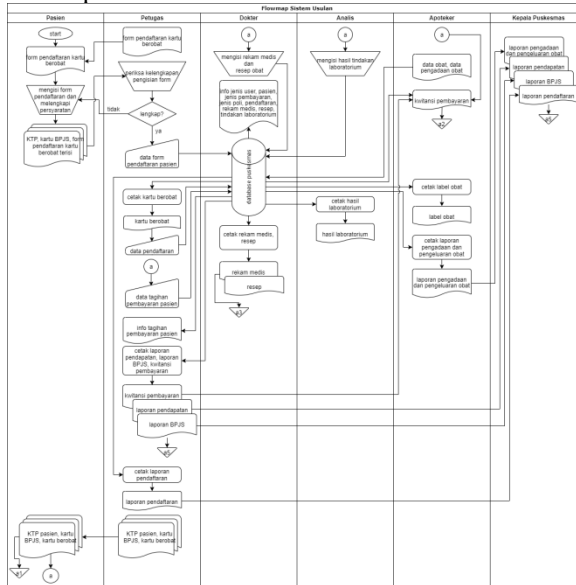 Flowmap Sistem Usulan
Pasien
Petugas
Dokter
Analis
Apoteker
Kepala Puskesmas
start
form pendaftaran kartu
berobat
mengisi form
pendaftaran dan
melengkapi
persyaratan
KTP, kartu BPJS, form
pendaftaran kartu
berobat terisi
KTP pasien, kartu
BPJS, kartu berobat
a
form pendaftaran kartu
berobat
periksa kelengkapan
pengisian form
tidak
lengkap?
ya
data form
pendaftaran pasien
cetak kartu berobat
kartu berobat
data pendaftaran
a
data tagihan
pembayaran pasien
info tagihan
pembayaran pasien
cetak laporan
pendapatan, laporan
BPJS, kwitansi
pembayaran
kwitansi pembayaran
laporan pendapatan
laporan BPJS
cetak laporan
pendaftaran
laporan pendaftaran
KTP pasien, kartu
BPJS, kartu berobat
a
mengisi rekam medis
dan
resep obat
info jenis user, pasien,
jenis pembayaran,
jenis poli, pendaftaran,
rekam medis, resep,
tindakan laboratorium
database puskesmas
cetak rekam medis,
resep
rekam medis
resep
a
mengisi hasil tindakan
laboratorium
cetak hasil
laboratorium
hasil laboratorium
a
data obat, data
pengadaan obat
kwitansi pembayaran
a2
cetak label obat
label obat
cetak laporan
pengadaan dan
pengeluaran obat
laporan pengadaan
dan pengeluaran obat
laporan pengadaan
dan pengeluaran obat
laporan pendapatan
laporan BPJS
laporan pendaftaran